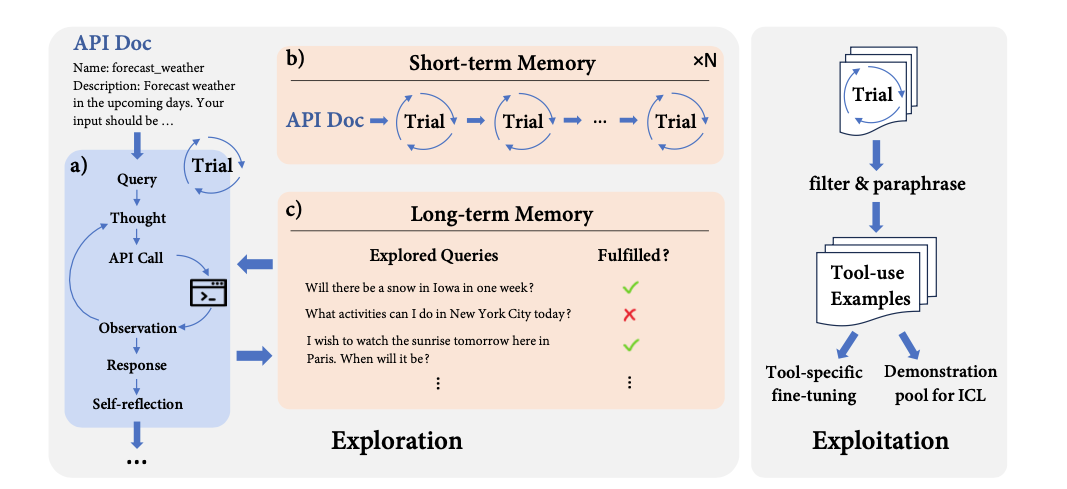 API Doc
Name: forecast_weather
Description: Forecast weather
in the upcoming days. Your
input should be …
a)
Trial
Query
Thought
API Call
Observation
Response
Self-reflection
...
b)
Short-term Memory
×N
API Doc Trial Trial ... Trial
c)
Long-term Memory
Explored Queries Fulfilled?
Will there be a snow in Iowa in one week?
What activities can I do in New York City today?
I wish to watch the sunrise tomorrow here in
Paris. When will it be?
Exploration
Trial
filter & paraphrase
Tool-use
Examples
Tool-specific
fine-tuning
Demonstration
pool for ICL
Exploitation